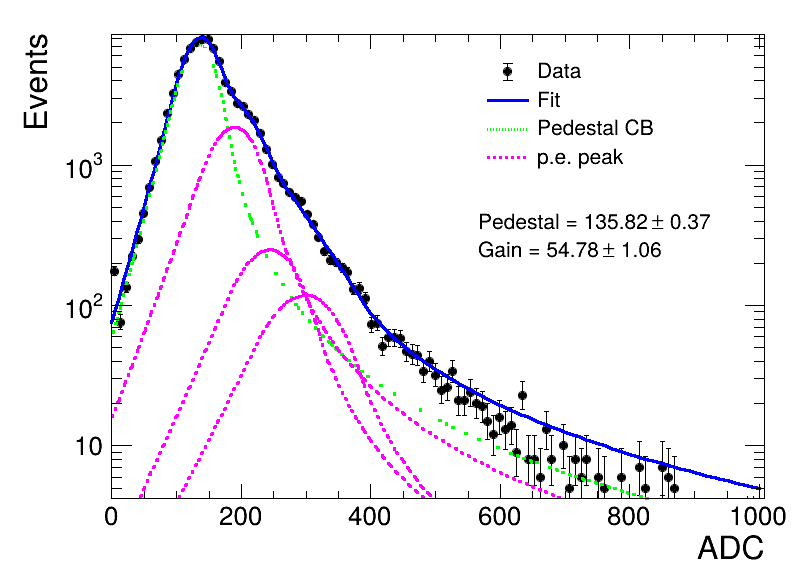 Events
Data
Fit
Pedestal CB
p.e. peak
10³
Pedestal = 135.82 ± 0.37
Gain = 54.78 ± 1.06
10²
10
0 200 400 600 800 1000
ADC